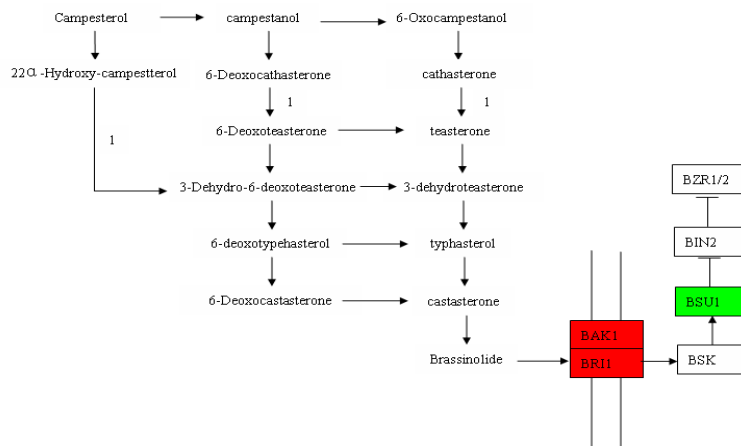 Campesterol
campestanol
6-Oxocampestanol
22α-Hydroxy-campestterol
6-Deoxocathasterone
cathasterone
1
1
1
6-Deoxoteasterone
teasterone
3-Dehydro-6-deoxoteasterone
3-dehydroteasterone
BZR1/2
6-deoxotypehasterol
typhasterol
BIN2
6-Deoxocastasterone
castasterone
BSU1
BAK1
Brassinolide
BRI1
BSK